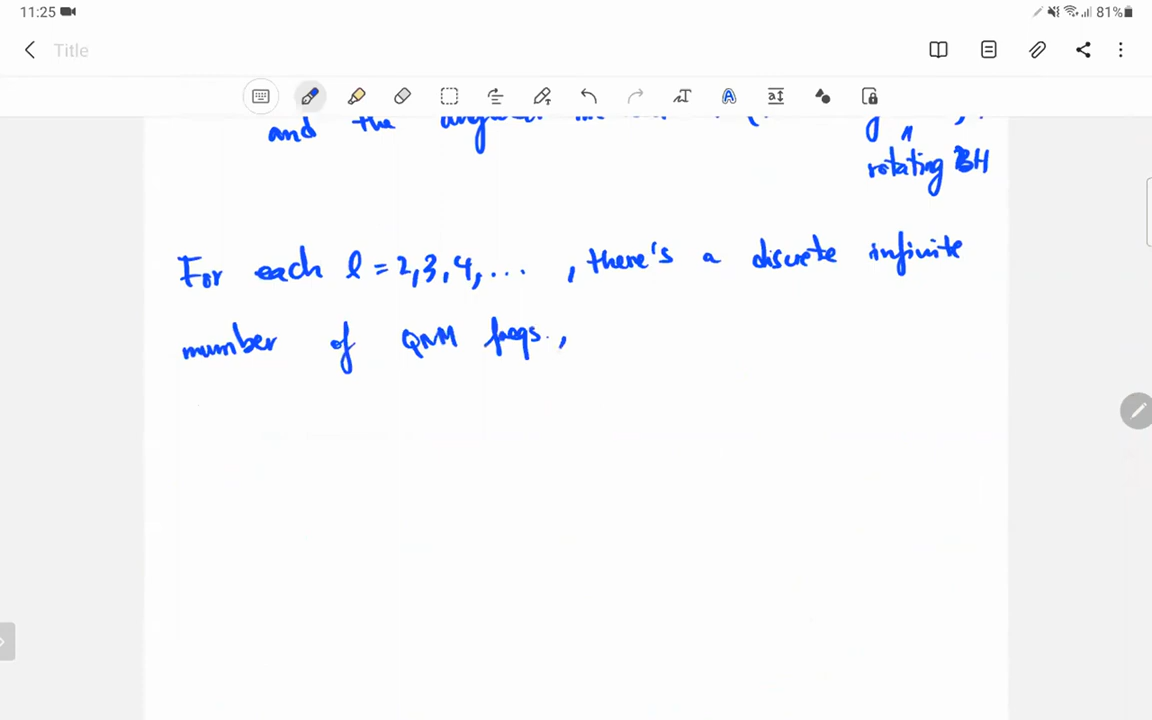 11:25
81%
Title
and the
rotating BH
For each l = 2,3,4,... , there's a discrete infinite
number of QNM freqs. ,